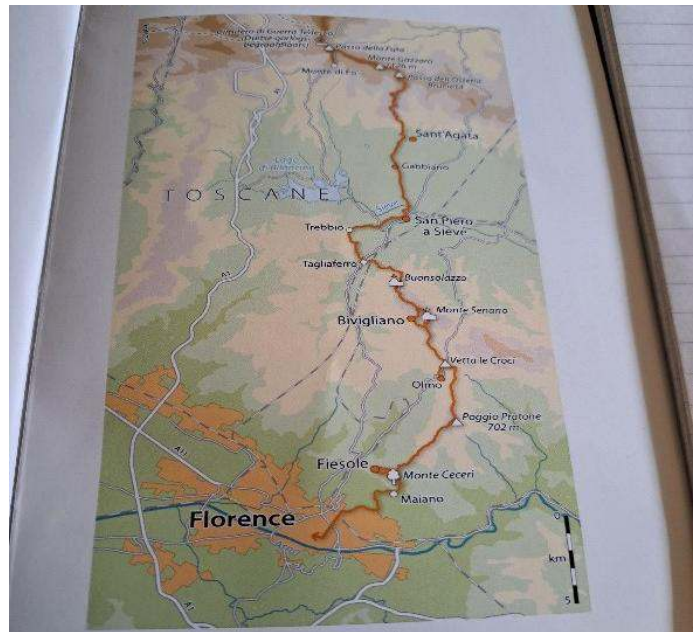 Passo della Futa
Monte Gazzaro
Monte di Fo
Passo dell'Osteria
Bruciata
Sant'Agata
Gabbiano
TOSCANE
Sieve
San Piero
a Sieve
Trebbio
Tagliaferro
Buonsolazzo
A1
Monte Senario
Bivigliano
Vetta le Croci
Olmo
Poggio Pratone
702 m
A11
Fiesole
Monte Ceceri
Maiano
Florence
0
km
5
A1